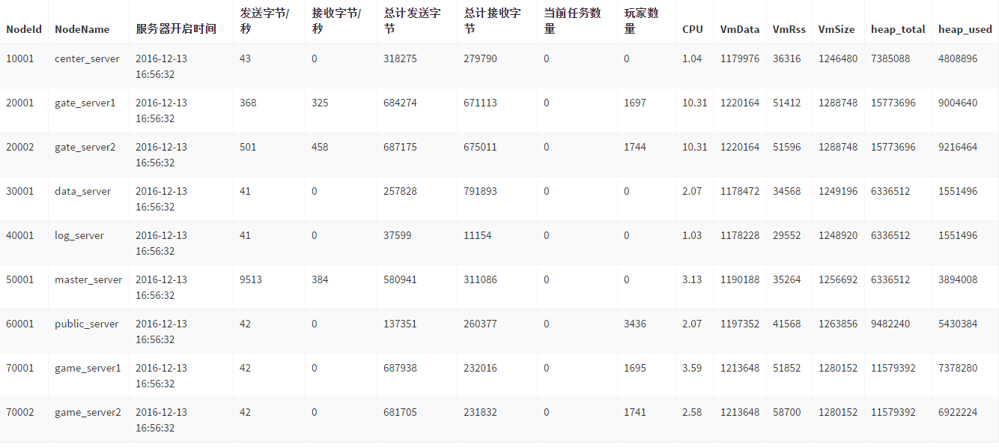 NodeId NodeName 服务器开启时间 发送字节/秒 接收字节/秒 总计发送字节 总计接收字节 当前任务数量 玩家数量 CPU VmData VmRss VmSize heap_total heap_used
10001 center_server 2016-12-13 16:56:32 43 0 318275 279790 0 0 1.04 1179976 36316 1246480 7385088 4808896
20001 gate_server1 2016-12-13 16:56:32 368 325 684274 671113 0 1697 10.31 1220164 51412 1288748 15773696 9004640
20002 gate_server2 2016-12-13 16:56:32 501 458 687175 675011 0 1744 10.31 1220164 51596 1288748 15773696 9216464
30001 data_server 2016-12-13 16:56:32 41 0 257828 791893 0 0 2.07 1178472 34568 1249196 6336512 1551496
40001 log_server 2016-12-13 16:56:32 41 0 37599 11154 0 0 1.03 1178228 29552 1248920 6336512 1551496
50001 master_server 2016-12-13 16:56:32 9513 384 580941 311086 0 0 3.13 1190188 35264 1256692 6336512 3894008
60001 public_server 2016-12-13 16:56:32 42 0 137351 260377 0 3436 2.07 1197352 41568 1263856 9482240 5430384
70001 game_server1 2016-12-13 16:56:32 42 0 687938 232016 0 1695 3.59 1213648 51852 1280152 11579392 7378280
70002 game_server2 2016-12-13 16:56:32 42 0 681705 231832 0 1741 2.58 1213648 58700 1280152 11579392 6922224